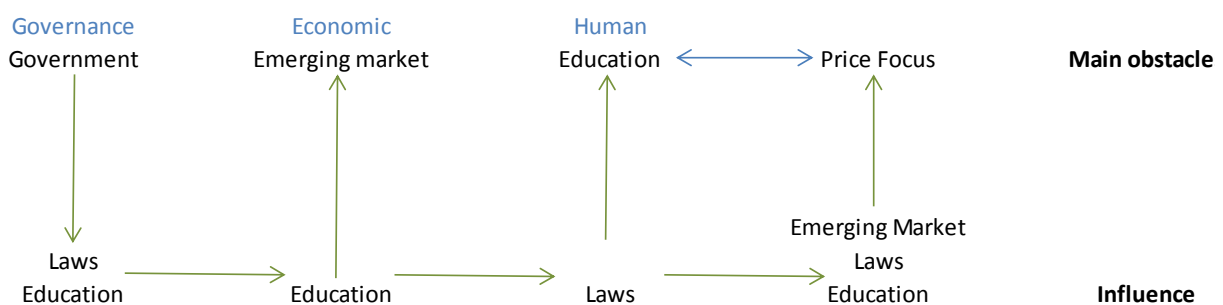 Governance Economic Human
Government Emerging market Education Price Focus Main obstacle
Emerging Market
Laws Laws
Education Education Laws Education Influence